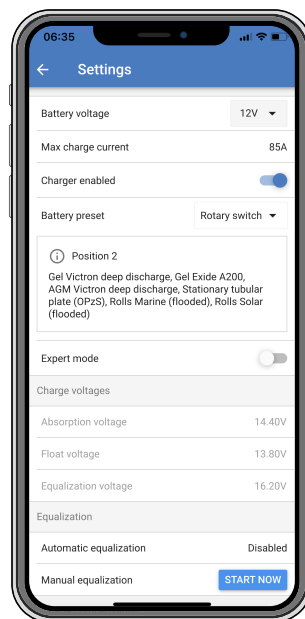 06:35
Settings
Battery voltage 12V
Max charge current 85A
Charger enabled
Battery preset Rotary switch
Position 2
Gel Victron deep discharge, Gel Exide A200,
AGM Victron deep discharge, Stationary tubular
plate (OPzS), Rolls Marine (flooded), Rolls Solar
(flooded)
Expert mode
Charge voltages
Absorption voltage 14.40V
Float voltage 13.80V
Equalization voltage 16.20V
Equalization
Automatic equalization Disabled
Manual equalization START NOW